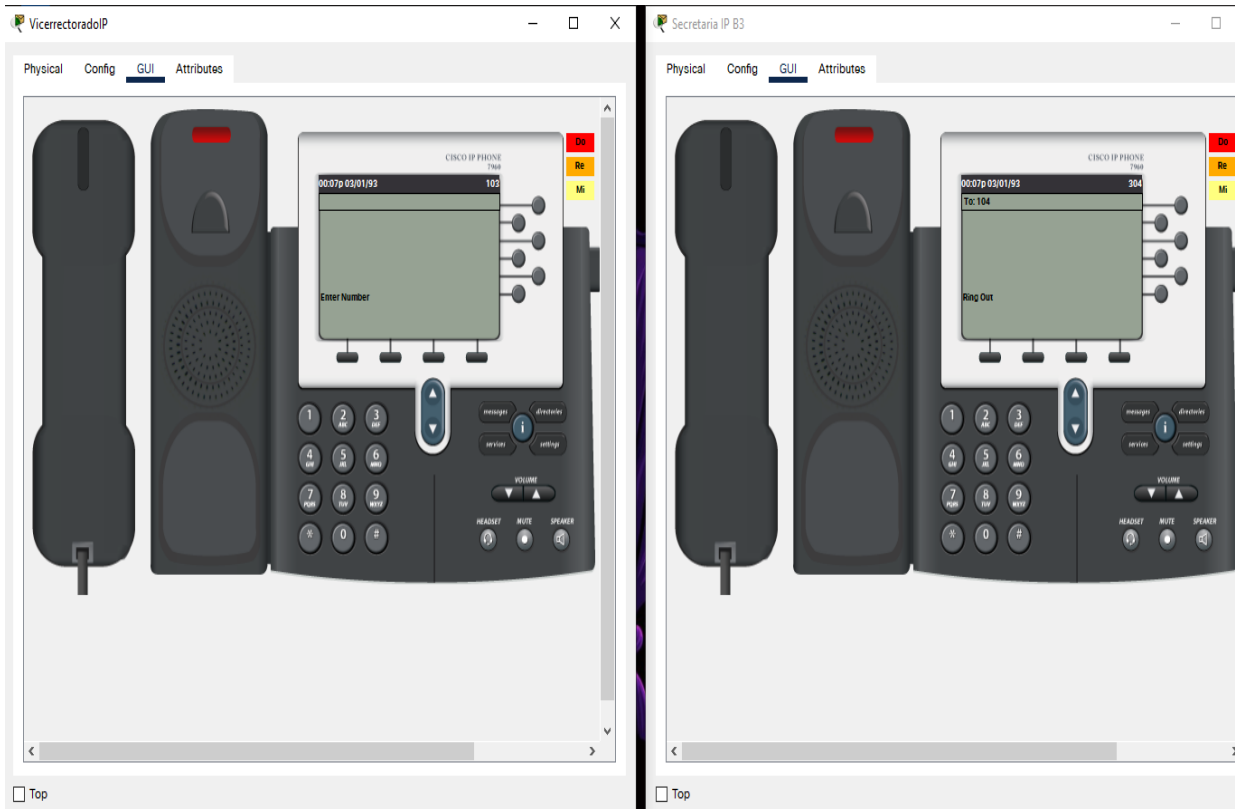 VicerrectoradoIP
Physical Config GUI Attributes
CISCO IP PHONE
7960
Do
Re
Mi
00:07p 03/01/93 103
Enter Number
1 2 ABC 3 DEF
4 GHI 5 JKL 6 MNO
7 PQRS 8 TUV 9 WXYZ
* 0 #
messages directories
i
services settings
VOLUME
HEADSET MUTE SPEAKER
Top
Secretaria IP B3
Physical Config GUI Attributes
CISCO IP PHONE
7960
Do
Re
Mi
00:07p 03/01/93 304
To: 104
Ring Out
1 2 ABC 3 DEF
4 GHI 5 JKL 6 MNO
7 PQRS 8 TUV 9 WXYZ
* 0 #
messages directories
i
services settings
VOLUME
HEADSET MUTE SPEAKER
Top